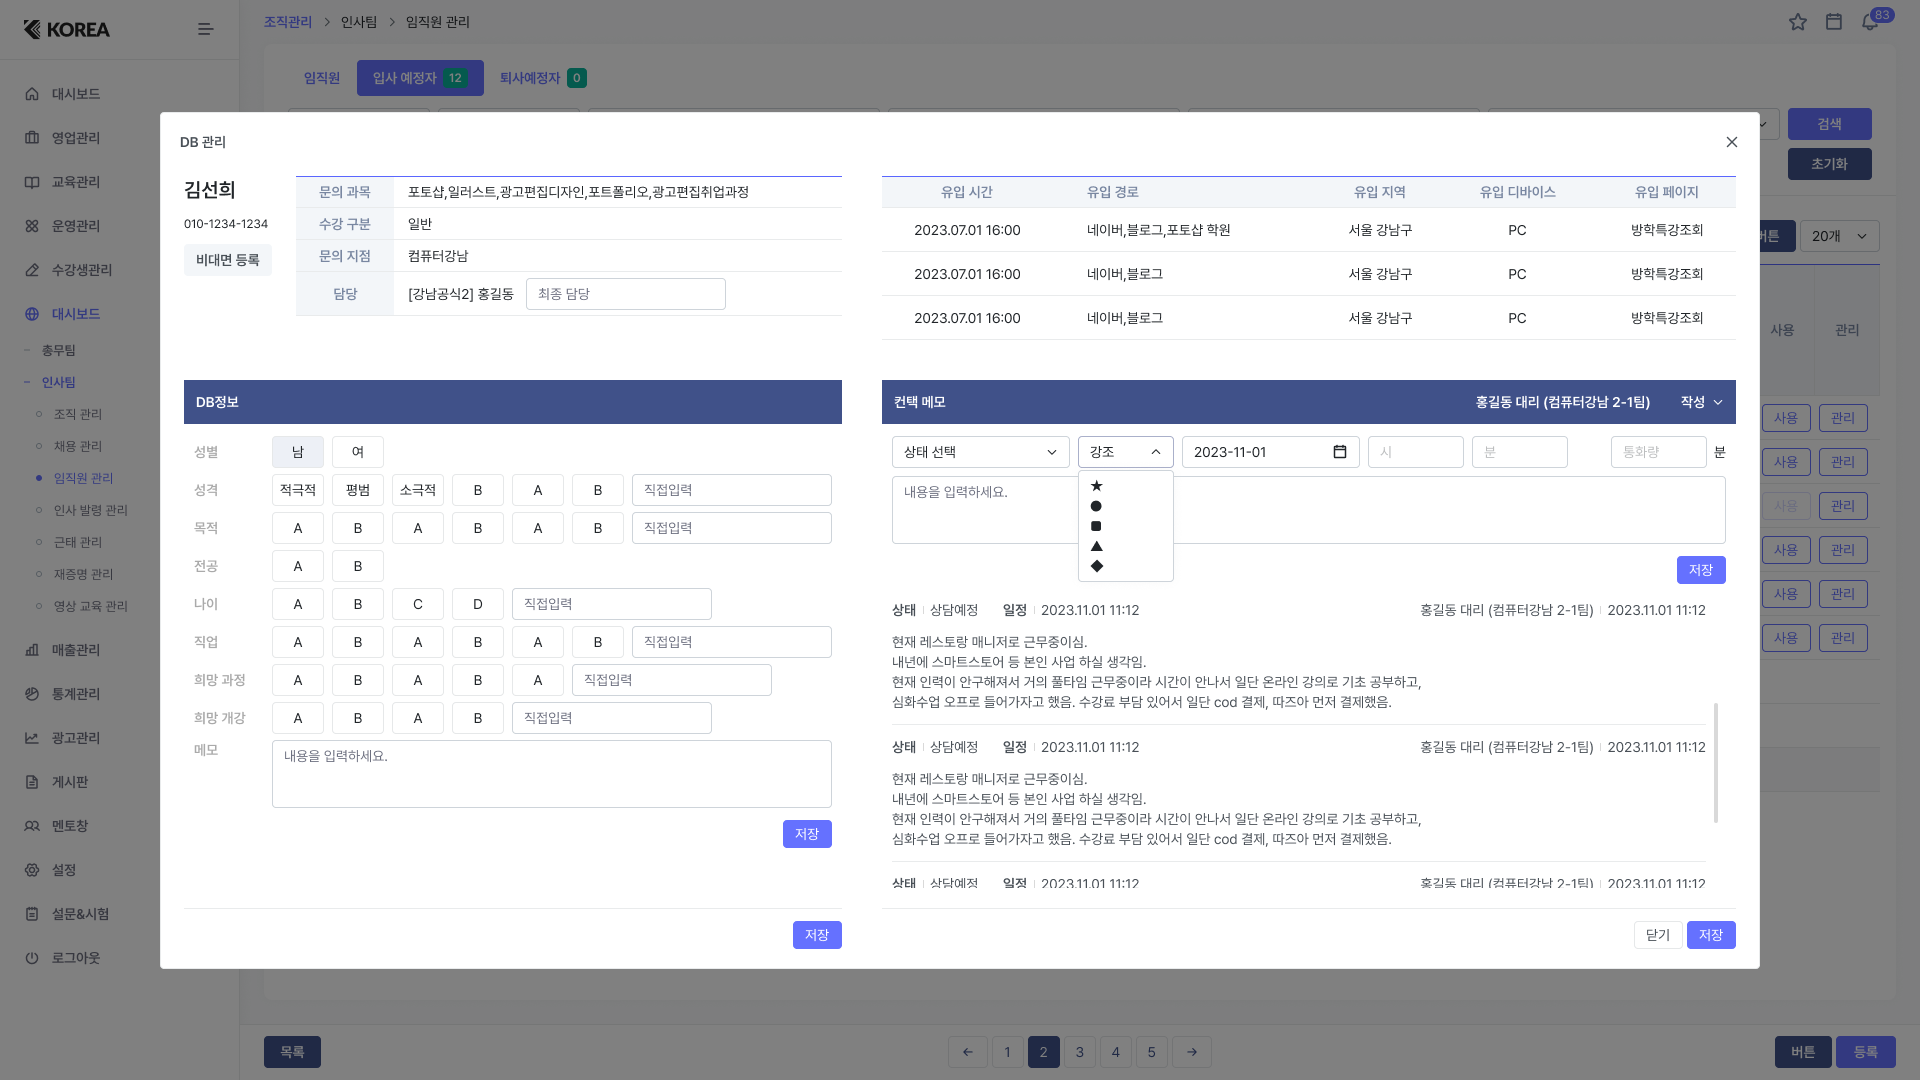 KOREA
조직관리 > 인사팀 > 임직원 관리
83
대시보드
영업관리
교육관리
운영관리
수강생관리
대시보드
총무팀
인사팀
조직 관리
채용 관리
임직원 관리
인사 발령 관리
근태 관리
재증명 관리
영상 교육 관리
매출관리
통계관리
광고관리
게시판
멘토창
설정
설문&시험
로그아웃
임직원 입사 예정자 12 퇴사예정자 0
검색
초기화
버튼 20개
사용 관리
사용 관리
사용 관리
사용 관리
사용 관리
사용 관리
사용 관리
DB 관리
김선희
010-1234-1234
비대면 등록
문의 과목 포토샵,일러스트,광고편집디자인,포트폴리오,광고편집취업과정
수강 구분 일반
문의 지점 컴퓨터강남
담당 [강남공식2] 홍길동 최종 담당
유입 시간 유입 경로 유입 지역 유입 디바이스 유입 페이지
2023.07.01 16:00 네이버,블로그,포토샵 학원 서울 강남구 PC 방학특강조회
2023.07.01 16:00 네이버,블로그 서울 강남구 PC 방학특강조회
2023.07.01 16:00 네이버,블로그 서울 강남구 PC 방학특강조회
DB정보
성별 남 여
성격 적극적 평범 소극적 B A B 직접입력
목적 A B A B A B 직접입력
전공 A B
나이 A B C D 직접입력
직업 A B A B A B 직접입력
희망 과정 A B A B A 직접입력
희망 개강 A B A B 직접입력
메모 내용을 입력하세요.
저장
저장
컨택 메모 홍길동 대리 (컴퓨터강남 2-1팀) 작성
상태 선택 강조 2023-11-01 시 분 통화량 분
내용을 입력하세요.
★
●
■
▲
◆
저장
상태 상담예정 일정 2023.11.01 11:12 홍길동 대리 (컴퓨터강남 2-1팀) 2023.11.01 11:12
현재 레스토랑 매니저로 근무중이심.
내년에 스마트스토어 등 본인 사업 하실 생각임.
현재 인력이 안구해져서 거의 풀타임 근무중이라 시간이 안나서 일단 온라인 강의로 기초 공부하고,
심화수업 오프로 들어가자고 했음. 수강료 부담 있어서 일단 cod 결제, 따즈아 먼저 결제했음.
상태 상담예정 일정 2023.11.01 11:12 홍길동 대리 (컴퓨터강남 2-1팀) 2023.11.01 11:12
현재 레스토랑 매니저로 근무중이심.
내년에 스마트스토어 등 본인 사업 하실 생각임.
현재 인력이 안구해져서 거의 풀타임 근무중이라 시간이 안나서 일단 온라인 강의로 기초 공부하고,
심화수업 오프로 들어가자고 했음. 수강료 부담 있어서 일단 cod 결제, 따즈아 먼저 결제했음.
상태 상담예정 일정 2023.11.01 11:12 홍길동 대리 (컴퓨터강남 2-1팀) 2023.11.01 11:12
닫기 저장
목록
← 1 2 3 4 5 →
버튼 등록